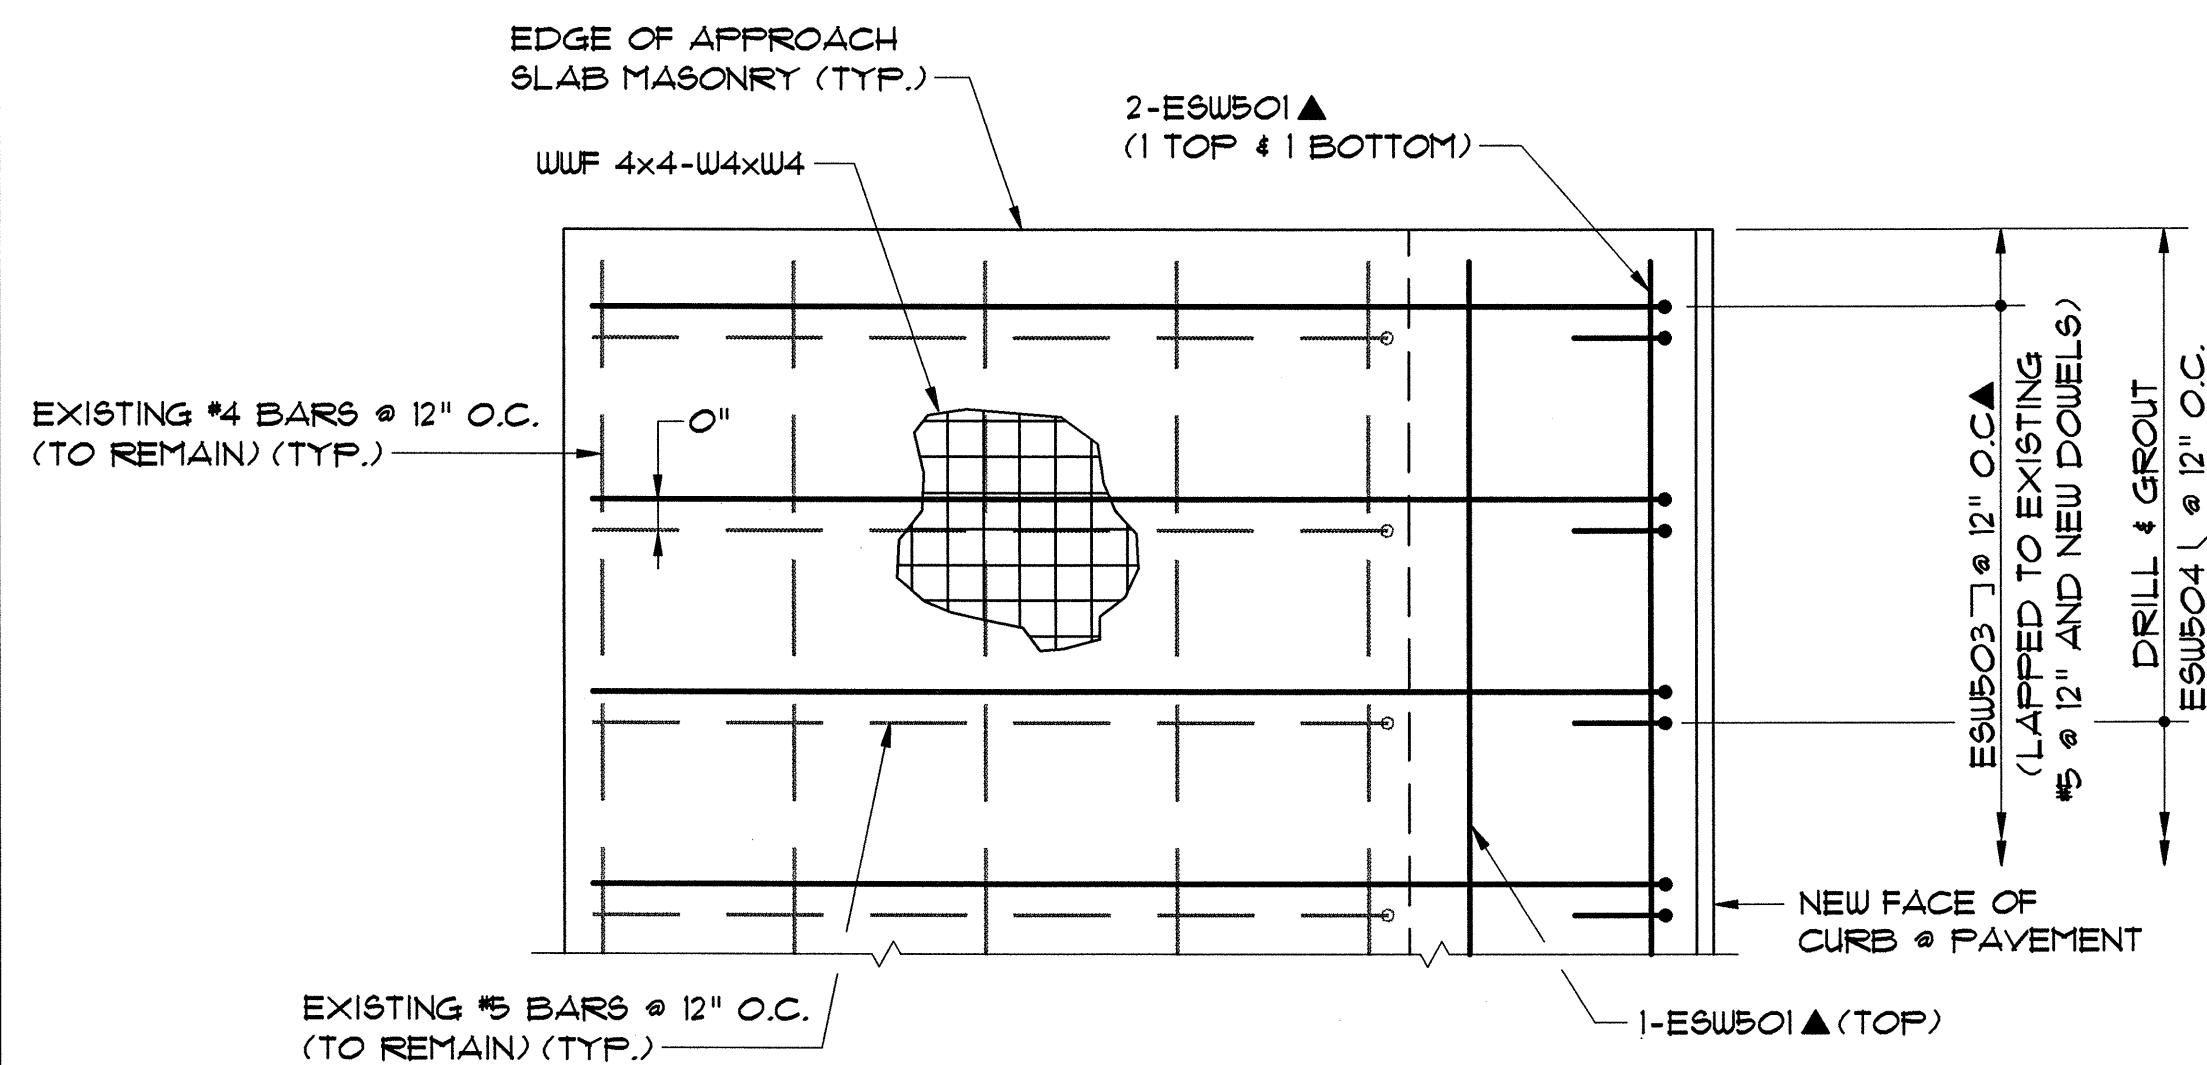 EDGE OF APPROACH
SLAB MASONRY (TYP.)
2-ESW501▲
(1 TOP & 1 BOTTOM)
WWF 4x4-W4xW4
EXISTING #4 BARS @ 12" O.C.
(TO REMAIN) (TYP.)
0"
ESW503 @ 12" O.C▲
(LAPPED TO EXISTING
#5 @ 12" AND NEW DOWELS)
DRILL & GROUT
ESW504 @ 12" O.C.
NEW FACE OF
CURB @ PAVEMENT
EXISTING #5 BARS @ 12" O.C.
(TO REMAIN) (TYP.)
1-ESW501▲(TOP)